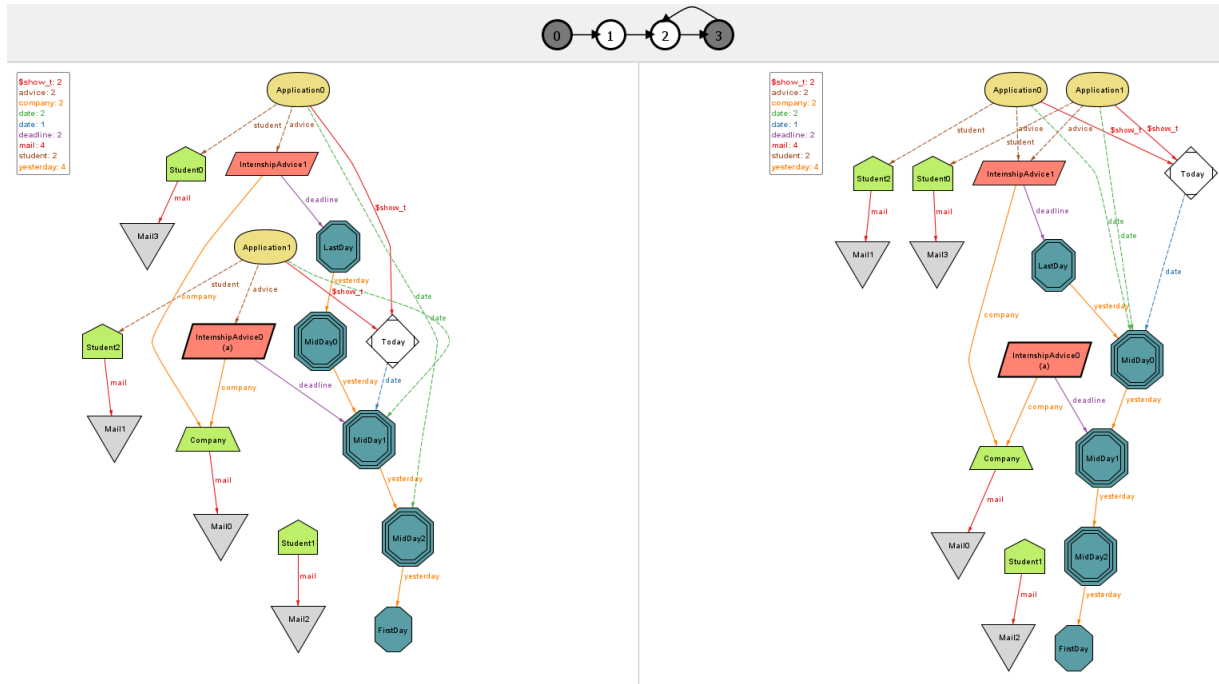 0
1
2
3
$show_t: 2
advice: 2
company: 2
date: 2
date: 1
deadline: 2
mail: 4
student: 2
yesterday: 4
Application0
student
advice
Student0
InternshipAdvice1
mail
deadline
$show_t
Mail3
Application1
LastDay
student
advice
yesterday
company
$show_t
date
date
Student2
InternshipAdvice0
(a)
MidDay0
Today
mail
company
deadline
yesterday
date
Mail1
Company
MidDay1
mail
yesterday
Mail0
Student1
MidDay2
mail
yesterday
Mail2
FirstDay
$show_t: 2
advice: 2
company: 2
date: 2
date: 1
deadline: 2
mail: 4
student: 2
yesterday: 4
Application0
Application1
student
advice
advice
$show_t
$show_t
student
Student2
Student0
InternshipAdvice1
Today
mail
mail
deadline
Mail1
Mail3
date
date
LastDay
date
company
yesterday
InternshipAdvice0
(a)
MidDay0
company
deadline
yesterday
Company
MidDay1
mail
yesterday
Mail0
Student1
MidDay2
mail
yesterday
Mail2
FirstDay